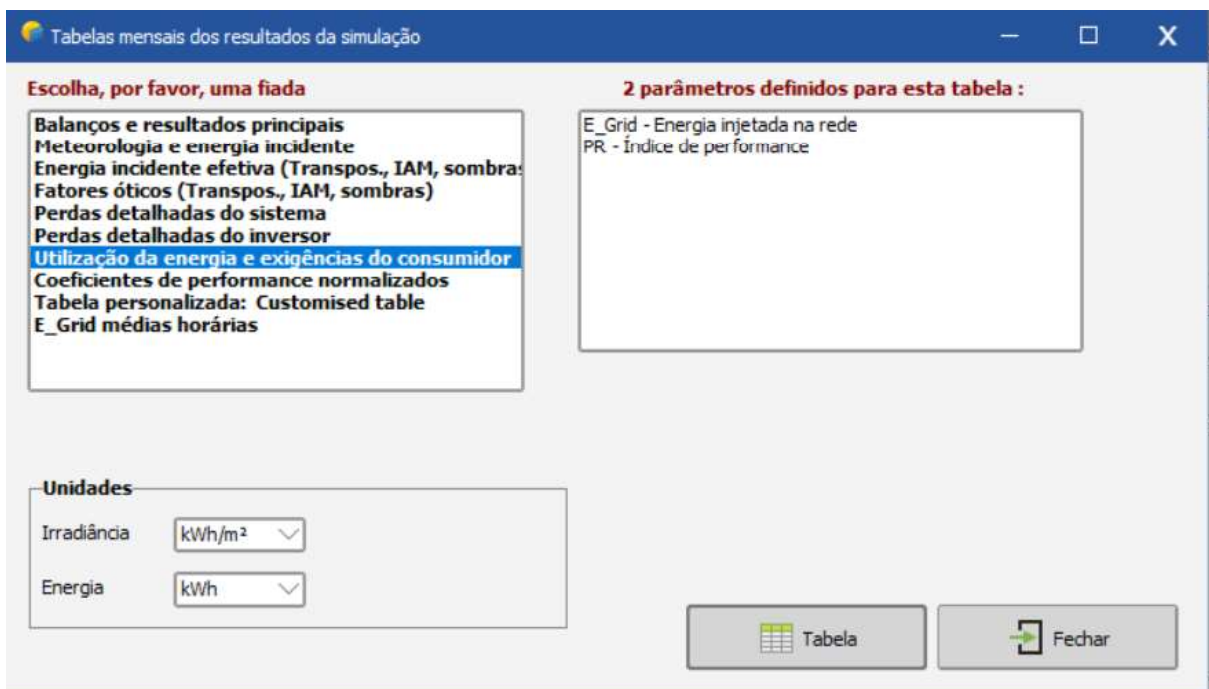 Tabelas mensais dos resultados da simulação
Escolha, por favor, uma fiada
Balanços e resultados principais
Meteorologia e energia incidente
Energia incidente efetiva (Transpos., IAM, sombra
Fatores óticos (Transpos., IAM, sombras)
Perdas detalhadas do sistema
Perdas detalhadas do inversor
Utilização da energia e exigências do consumidor
Coeficientes de performance normalizados
Tabela personalizada: Customised table
E_Grid médias horárias
2 parâmetros definidos para esta tabela :
E_Grid - Energia injetada na rede
PR - Índice de performance
Unidades
Irradiância kWh/m²
Energia kWh
Tabela
Fechar